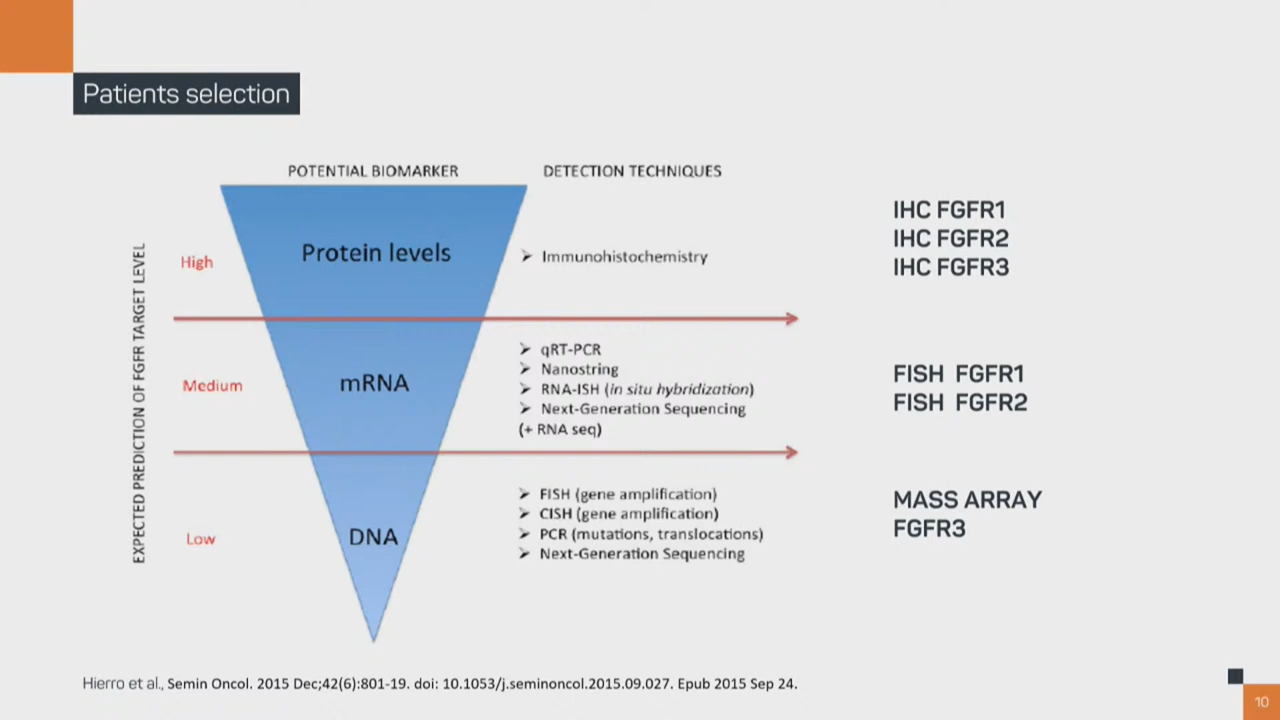 Patients selection
POTENTIAL BIOMARKER
DETECTION TECHNIQUES
EXPECTED PREDICTION OF FGFR TARGET LEVEL
High
Protein levels
➢ Immunohistochemistry
IHC FGFR1
IHC FGFR2
IHC FGFR3
Medium
mRNA
➢ qRT-PCR
➢ Nanostring
➢ RNA-ISH (in situ hybridization)
➢ Next-Generation Sequencing
(+ RNA seq)
FISH FGFR1
FISH FGFR2
Low
DNA
➢ FISH (gene amplification)
➢ CISH (gene amplification)
➢ PCR (mutations, translocations)
➢ Next-Generation Sequencing
MASS ARRAY
FGFR3
Hierro et al., Semin Oncol. 2015 Dec;42(6):801-19. doi: 10.1053/j.seminoncol.2015.09.027. Epub 2015 Sep 24.
10